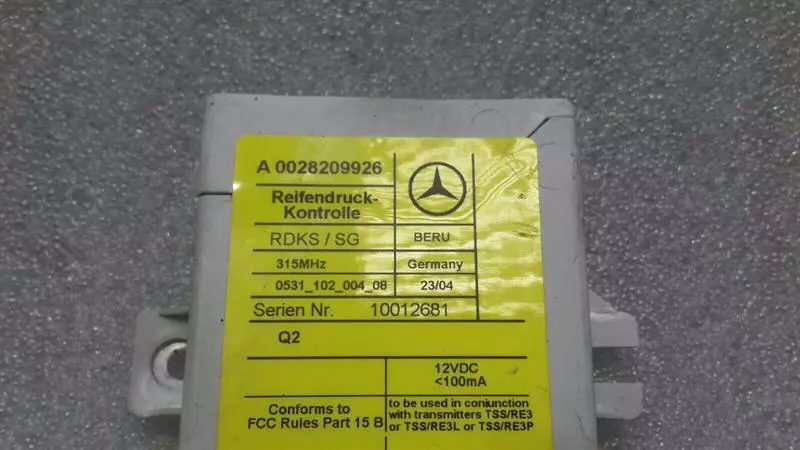 A 0028209926
Reifendruck-
Kontrolle
RDKS / SG
BERU
315MHz
Germany
0531_102_004_08
23/04
Serien Nr. 10012681
Q2
12VDC
<100mA
Conforms to
FCC Rules Part 15 B
to be used in conjunction
with transmitters TSS/RE3
or TSS/RE3L or TSS/RE3P